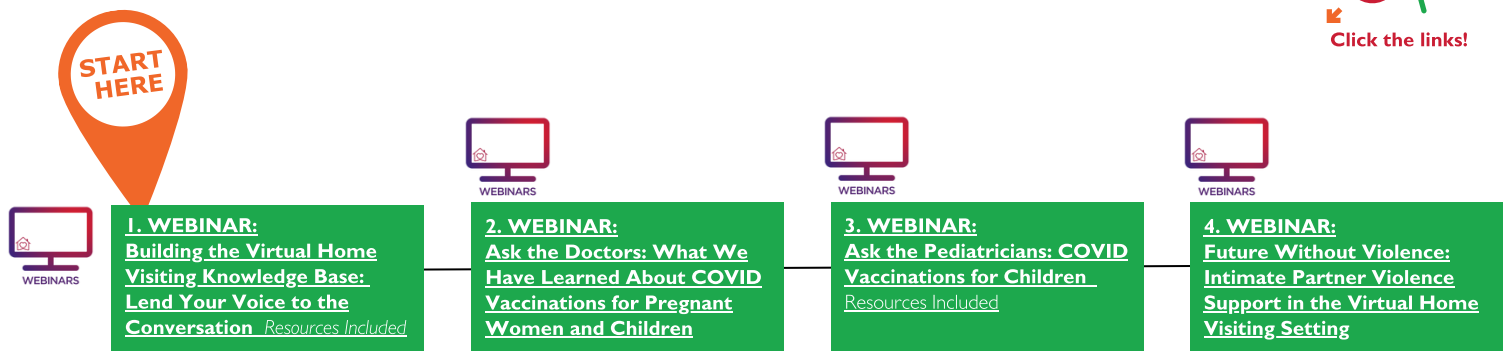 Click the links!
START
HERE
WEBINARS
1. WEBINAR:
Building the Virtual Home
Visiting Knowledge Base:
Lend Your Voice to the
Conversation Resources Included
WEBINARS
2. WEBINAR:
Ask the Doctors: What We
Have Learned About COVID
Vaccinations for Pregnant
Women and Children
WEBINARS
3. WEBINAR:
Ask the Pediatricians: COVID
Vaccinations for Children
Resources Included
WEBINARS
4. WEBINAR:
Future Without Violence:
Intimate Partner Violence
Support in the Virtual Home
Visiting Setting